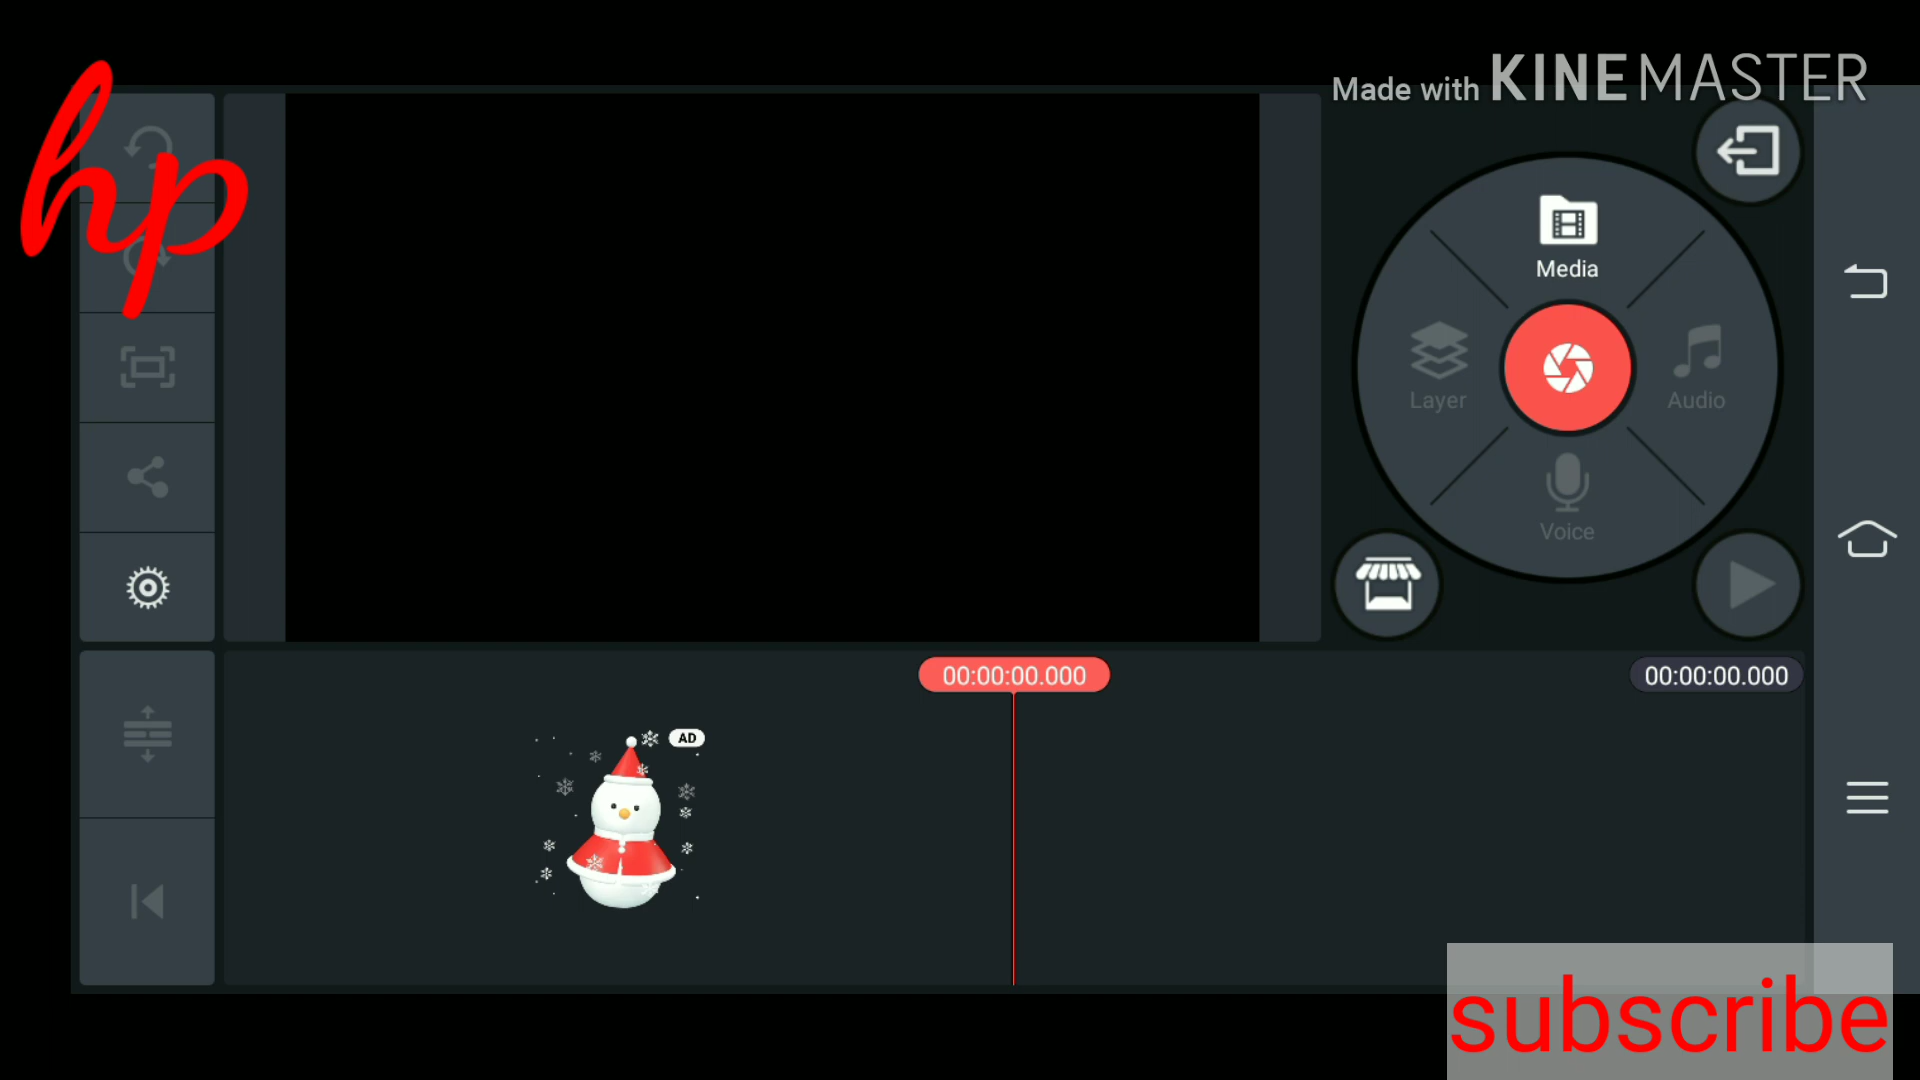 hp
Made with KINEMASTER
Media
Layer
Audio
Voice
00:00:00.000
00:00:00.000
AD
subscribe